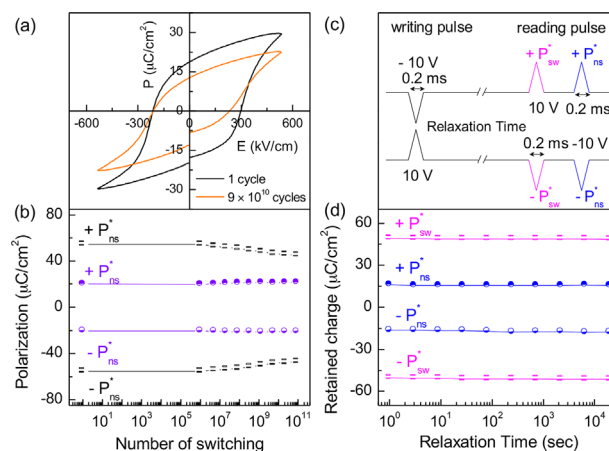 (a)
P (μC/cm²)
30
15
0
-15
-30
-600
-300
0
300
600
E (kV/cm)
1 cycle
9 × 10¹⁰ cycles
(b)
Polarization (μC/cm²)
80
40
0
-40
-80
+ P*ns
+ P*ns
- P*ns
- P*ns
10¹
10³
10⁵
10⁷
10⁹
10¹¹
Number of switching
(c)
writing pulse
reading pulse
- 10 V
0.2 ms
+ P*sw
+ P*ns
10 V
0.2 ms
Relaxation Time
0.2 ms
-10 V
10 V
- P*sw
- P*ns
(d)
Retained charge (μC/cm²)
60
30
0
-30
-60
+ P*sw
+ P*ns
- P*ns
- P*sw
10⁰
10¹
10²
10³
10⁴
Relaxation Time (sec)